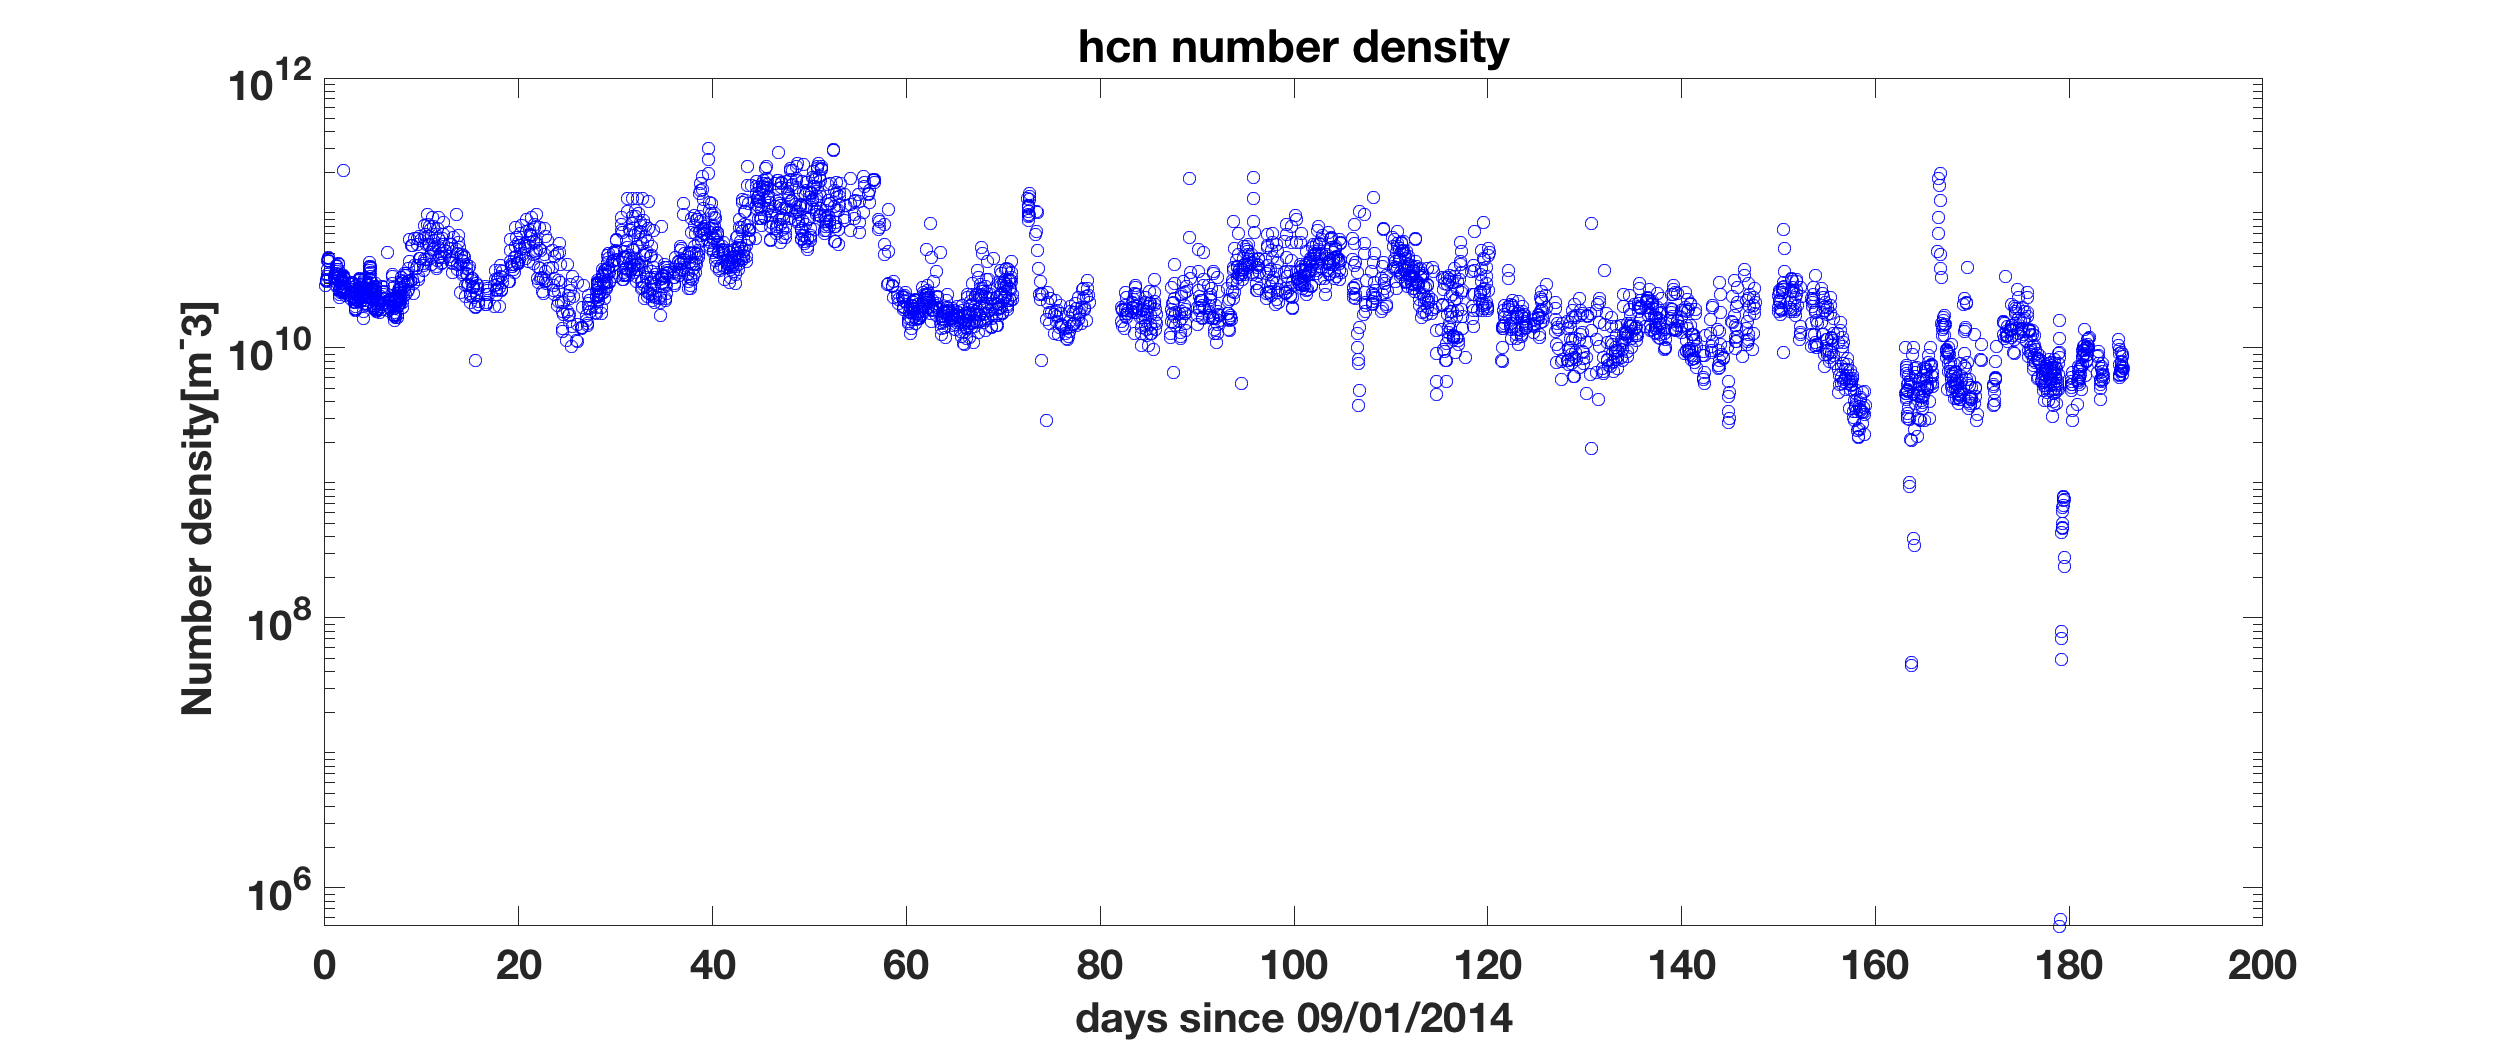 hcn number density
10^12
10^10
10^8
10^6
Number density[m^-3]
0 20 40 60 80 100 120 140 160 180 200
days since 09/01/2014